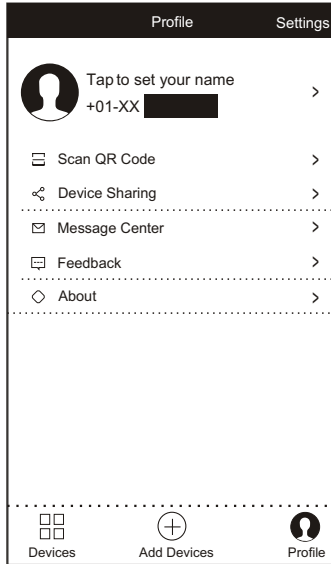 Profile Settings
Tap to set your name
+01-XX
Scan QR Code
Device Sharing
Message Center
Feedback
About
Devices Add Devices Profile